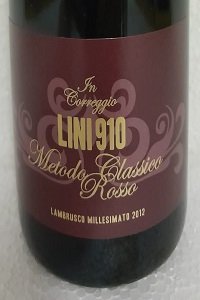 In
Correggio
LINI 910
Metodo Classico
Rosso
LAMBRUSCO MILLESIMATO 2012